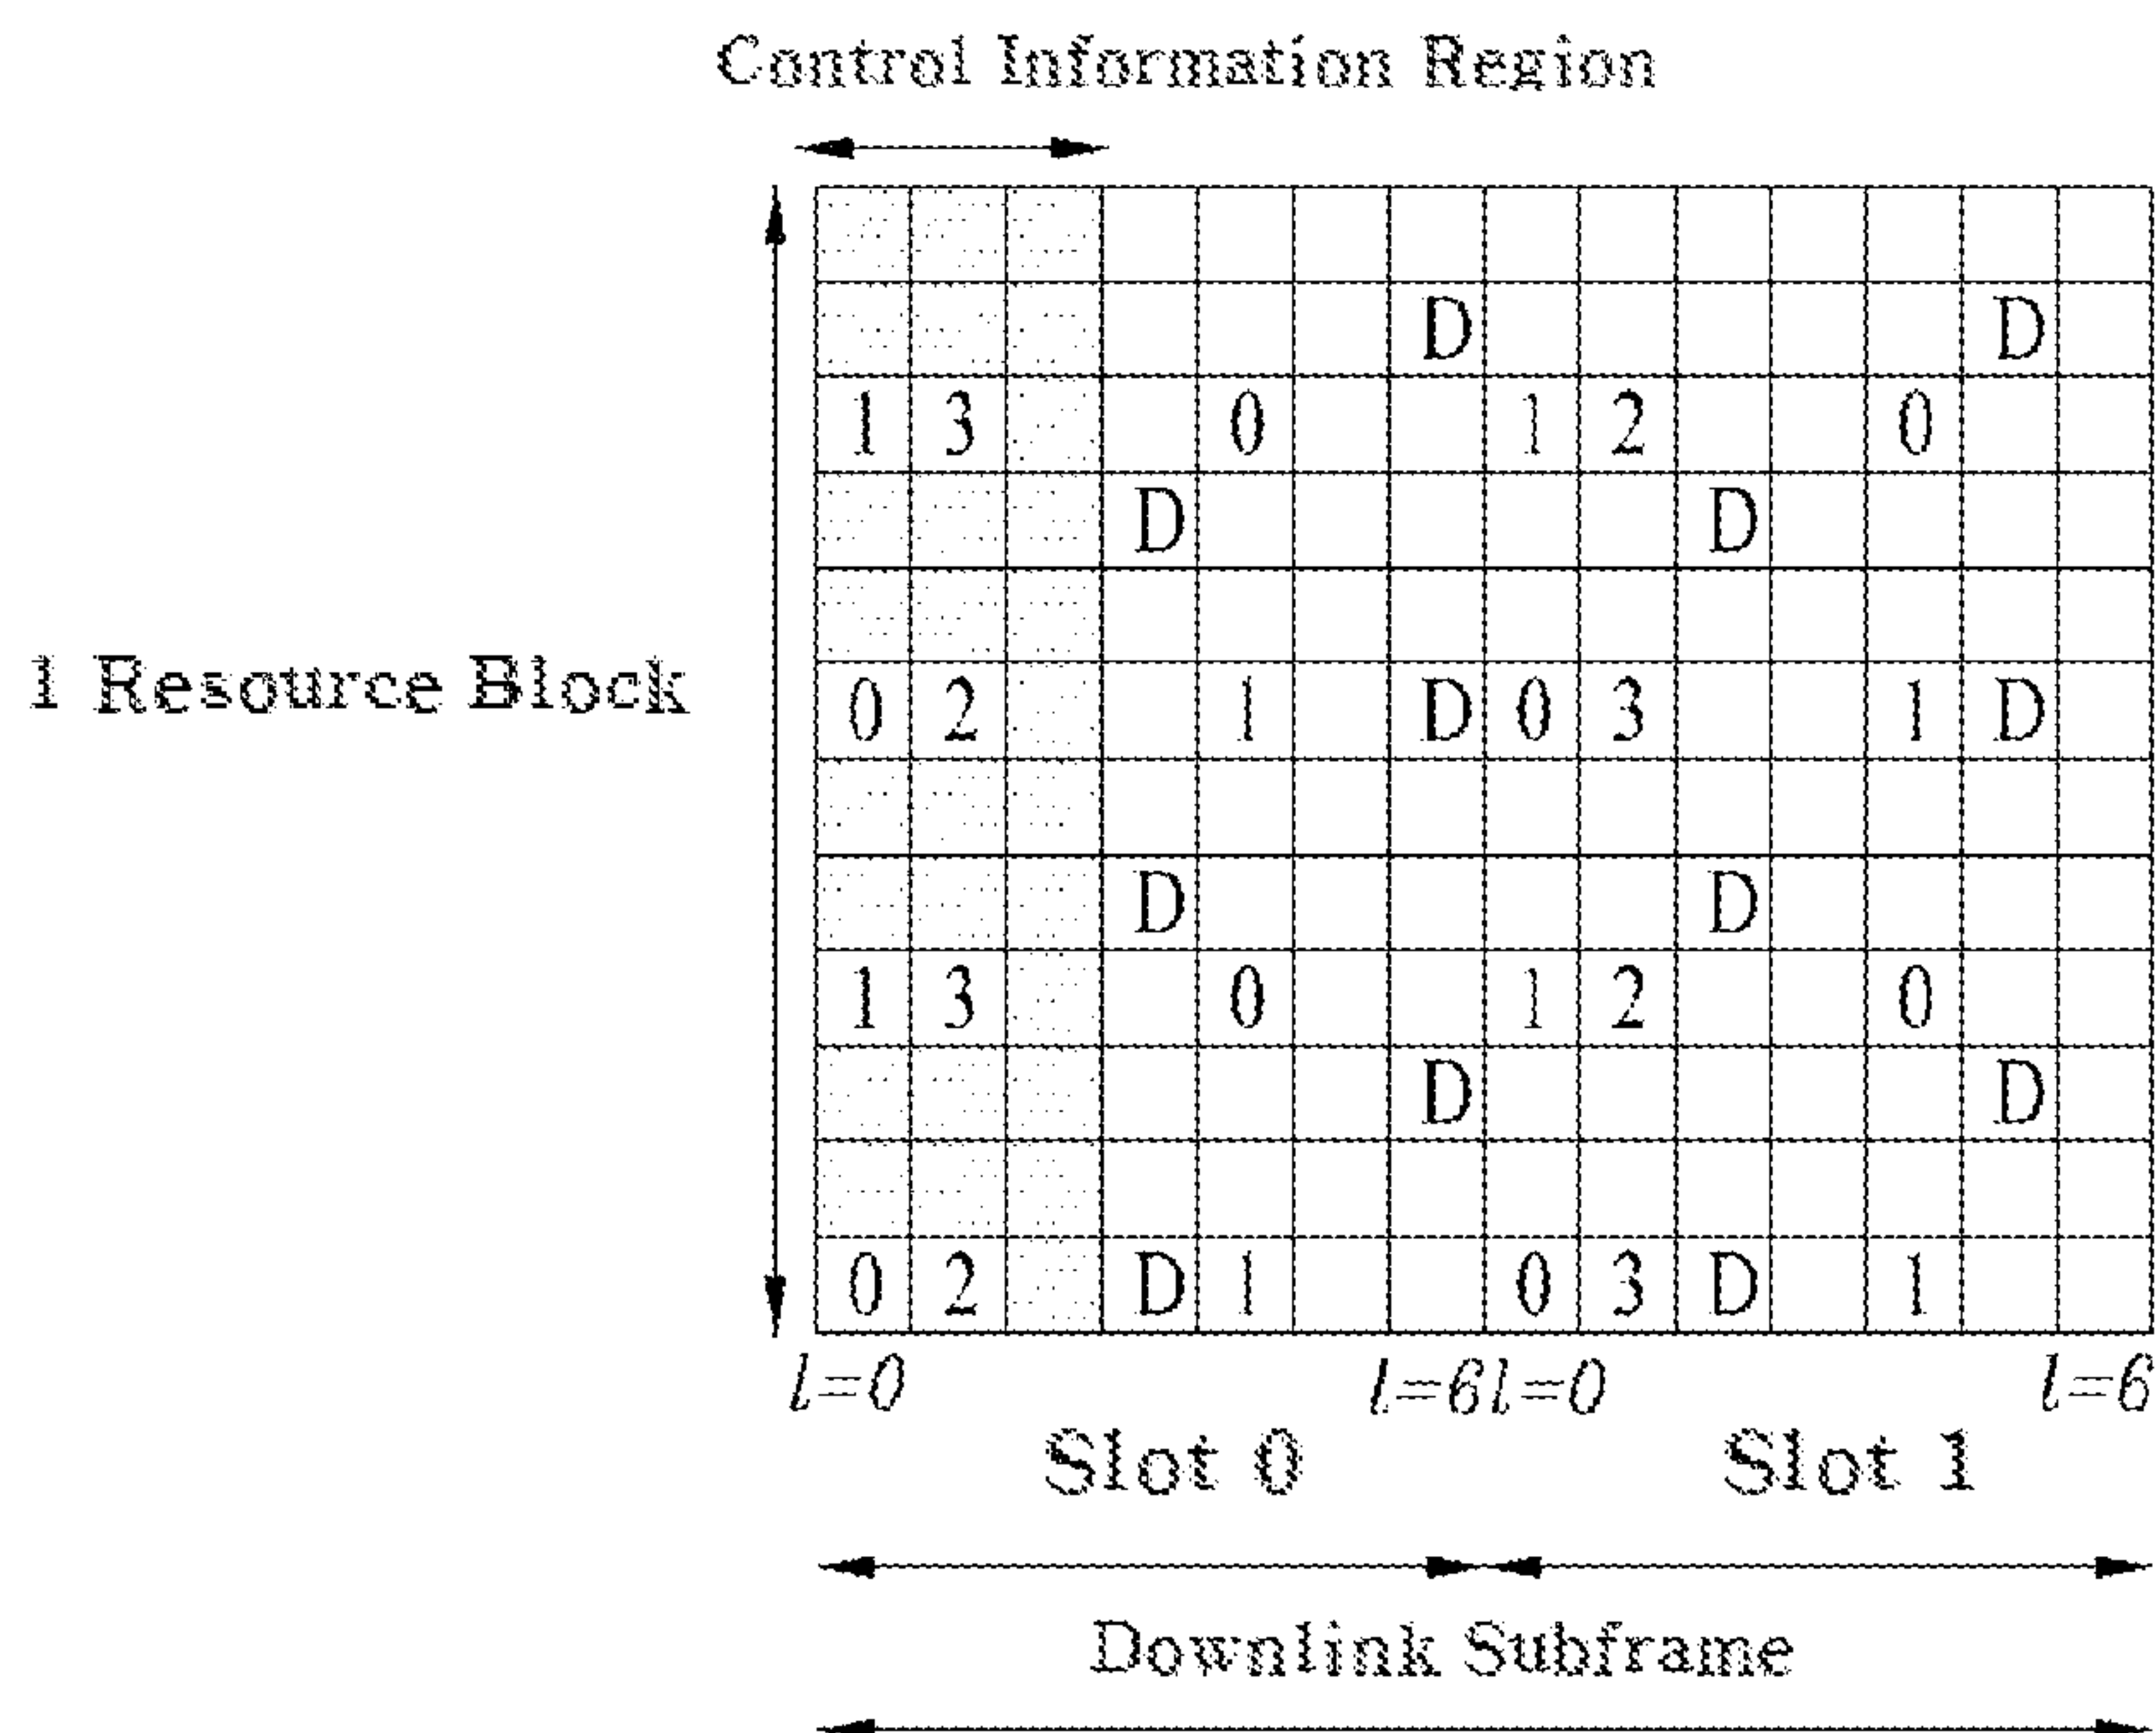 Control Information Region
D D
1 3 0 1 2 0
D D
1 Resource Block
0 2 1 D 0 3 1 D
D D
1 3 0 1 2 0
D D
0 2 D 1 0 3 D 1
l=0 l=6 l=0 l=6
Slot 0 Slot 1
Downlink Subframe